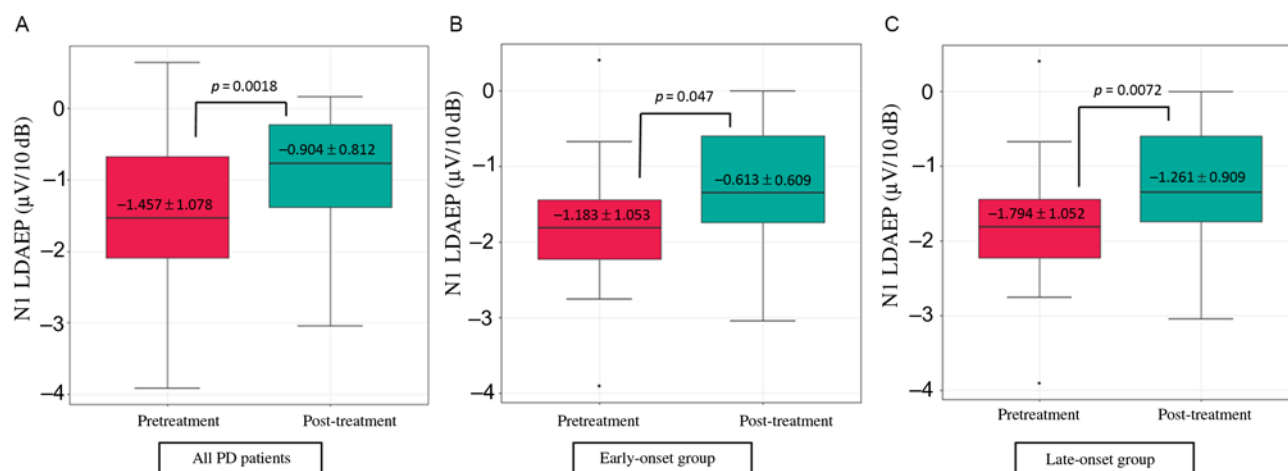 A
N1 LDAEP (μV/10 dB)
0
–1
–2
–3
–4
p = 0.0018
–1.457 ± 1.078
–0.904 ± 0.812
Pretreatment Post-treatment
All PD patients
B
N1 LDAEP (μV/10 dB)
0
–1
–2
–3
–4
p = 0.047
–1.183 ± 1.053
–0.613 ± 0.609
Pretreatment Post-treatment
Early-onset group
C
N1 LDAEP (μV/10 dB)
0
–1
–2
–3
–4
p = 0.0072
–1.794 ± 1.052
–1.261 ± 0.909
Pretreatment Post-treatment
Late-onset group